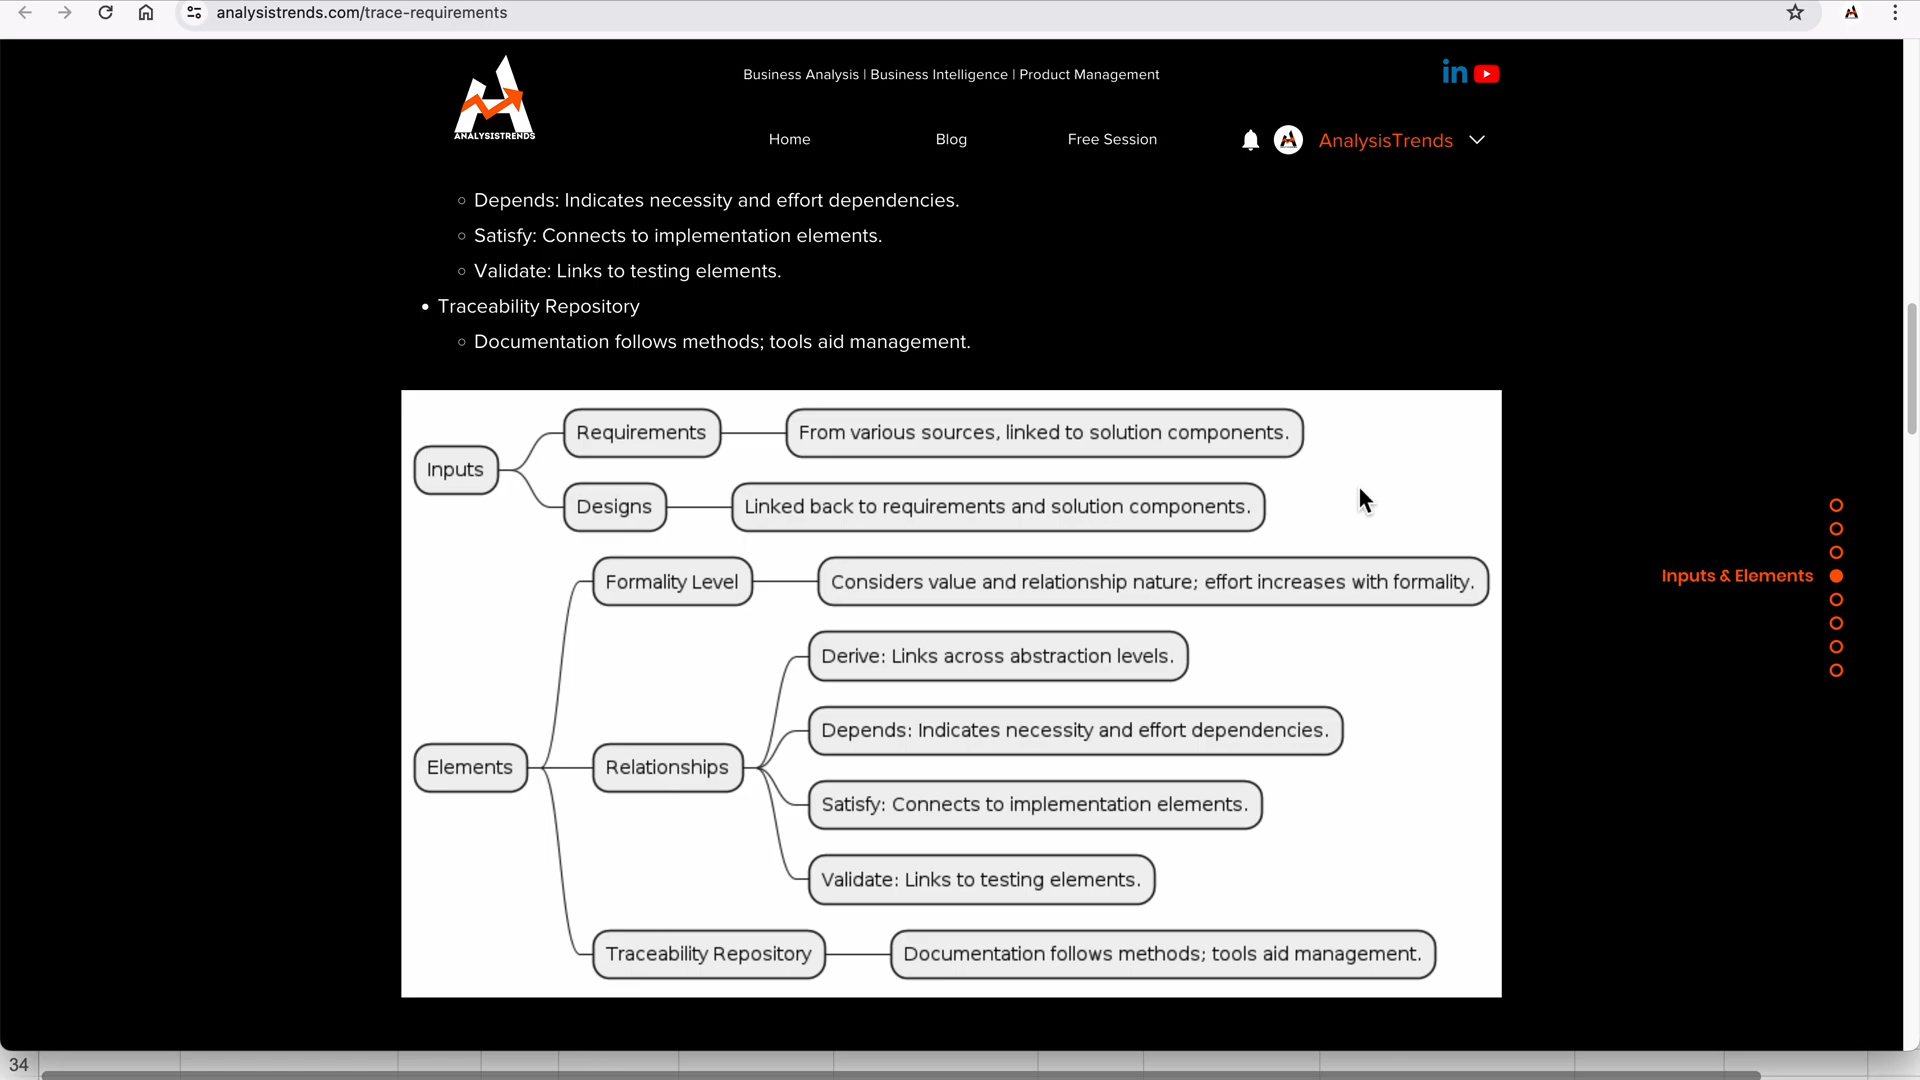 analysistrends.com/trace-requirements
Business Analysis | Business Intelligence | Product Management
ANALYSISTRENDS
Home
Blog
Free Session
AnalysisTrends
Depends: Indicates necessity and effort dependencies.
Satisfy: Connects to implementation elements.
Validate: Links to testing elements.
Traceability Repository
Documentation follows methods; tools aid management.
Inputs
Requirements
From various sources, linked to solution components.
Designs
Linked back to requirements and solution components.
Elements
Formality Level
Considers value and relationship nature; effort increases with formality.
Relationships
Derive: Links across abstraction levels.
Depends: Indicates necessity and effort dependencies.
Satisfy: Connects to implementation elements.
Validate: Links to testing elements.
Traceability Repository
Documentation follows methods; tools aid management.
Inputs & Elements
34